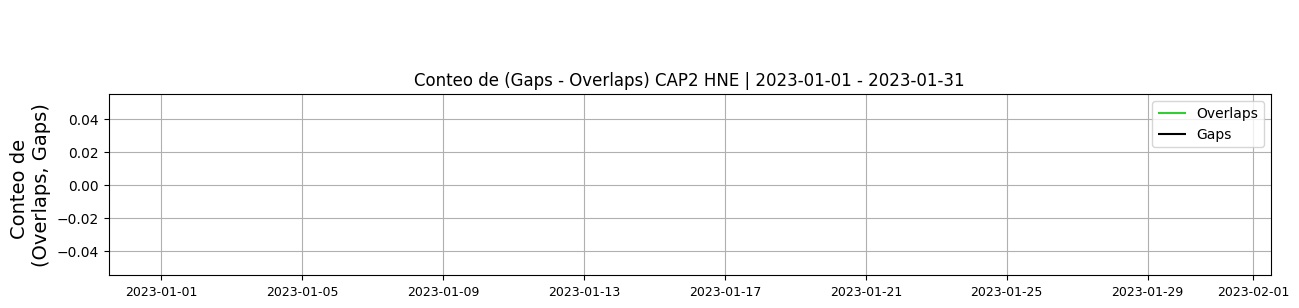 Conteo de (Gaps - Overlaps) CAP2 HNE | 2023-01-01 - 2023-01-31
Conteo de
(Overlaps, Gaps)
0.04
0.02
0.00
−0.02
−0.04
Overlaps
Gaps
2023-01-01 2023-01-05 2023-01-09 2023-01-13 2023-01-17 2023-01-21 2023-01-25 2023-01-29 2023-02-01